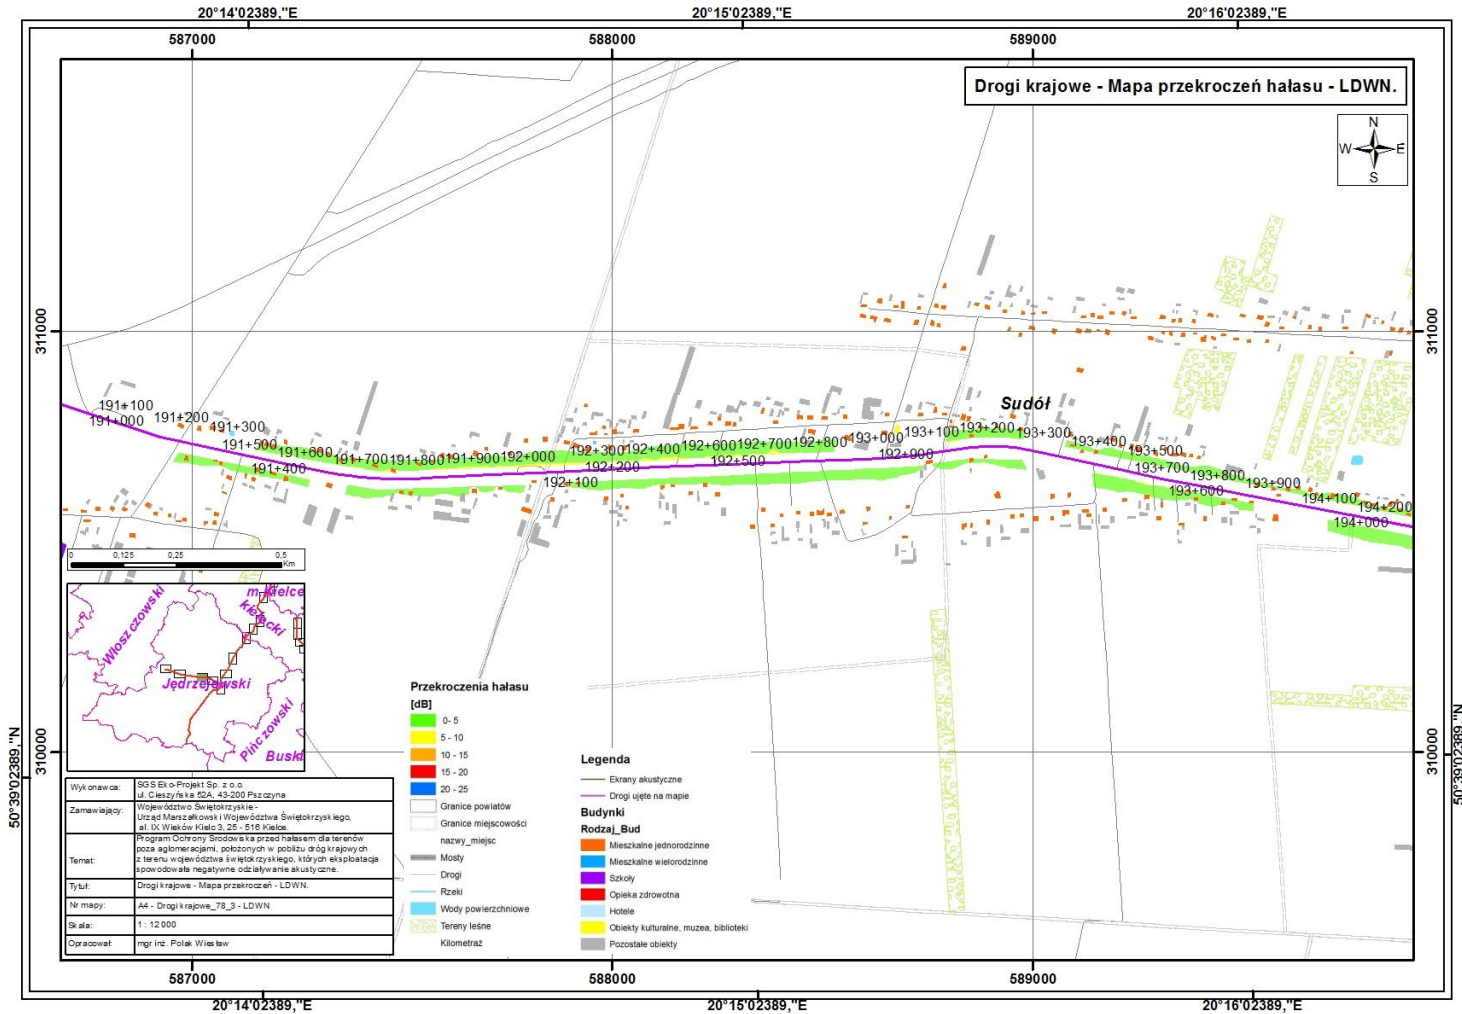 20°14'02389,"E
20°15'02389,"E
20°16'02389,"E
587000
588000
589000
Drogi krajowe - Mapa przekroczeń hałasu - LDWN.
N
W
E
S
311000
311000
Sudół
191+100
191+000
191+200
191+300
191+500
191+400
191+600
191+700
191+800
191+900
192+000
192+100
192+300
192+200
192+400
192+600
192+500
192+700
192+800
193+000
192+900
193+100
193+200
193+300
193+400
193+500
193+700
193+600
193+800
193+900
194+100
194+000
194+200
0
0,125
0,25
0,5
Km
m.Kielce
kielecki
Włoszczowski
Jędrzejewski
Pińczowski
Buski
310000
310000
50°39'02389,"N
50°39'02389,"N
Wykonawca:
SGS Eko-Projekt Sp. z o.o.
ul. Cieszyńska 52A, 43-200 Pszczyna
Zamawiający:
Województwo Świętokrzyskie -
Urząd Marszałkowski Województwa Świętokrzyskiego,
al. IX Wieków Kielc 3, 25 - 516 Kielce.
Temat:
Program Ochrony Środowiska przed hałasem dla terenów
poza aglomeracjami, położonych w pobliżu dróg krajowych
z terenu województwa świętokrzyskiego, których eksploatacja
spowodowała negatywne odziaływanie akustyczne.
Tytuł:
Drogi krajowe - Mapa przekroczeń - LDWN.
Nr mapy:
A4 - Drogi krajowe_78_3 - LDWN
Skala:
1 : 12 000
Opracował:
mgr inż. Polak Wiesław
Przekroczenia hałasu
[dB]
0- 5
5 - 10
10 - 15
15 - 20
20 - 25
Granice powiatów
Granice miejscowości
nazwy_miejsc
Mosty
Drogi
Rzeki
Wody powierzchniowe
Tereny leśne
Kilometraż
Legenda
Ekrany akustyczne
Drogi ujęte na mapie
Budynki
Rodzaj_Bud
Mieszkalne jednorodzinne
Mieszkalne wielorodzinne
Szkoły
Opieka zdrowotna
Hotele
Obiekty kulturalne, muzea, biblioteki
Pozostałe obiekty
587000
588000
589000
20°14'02389,"E
20°15'02389,"E
20°16'02389,"E